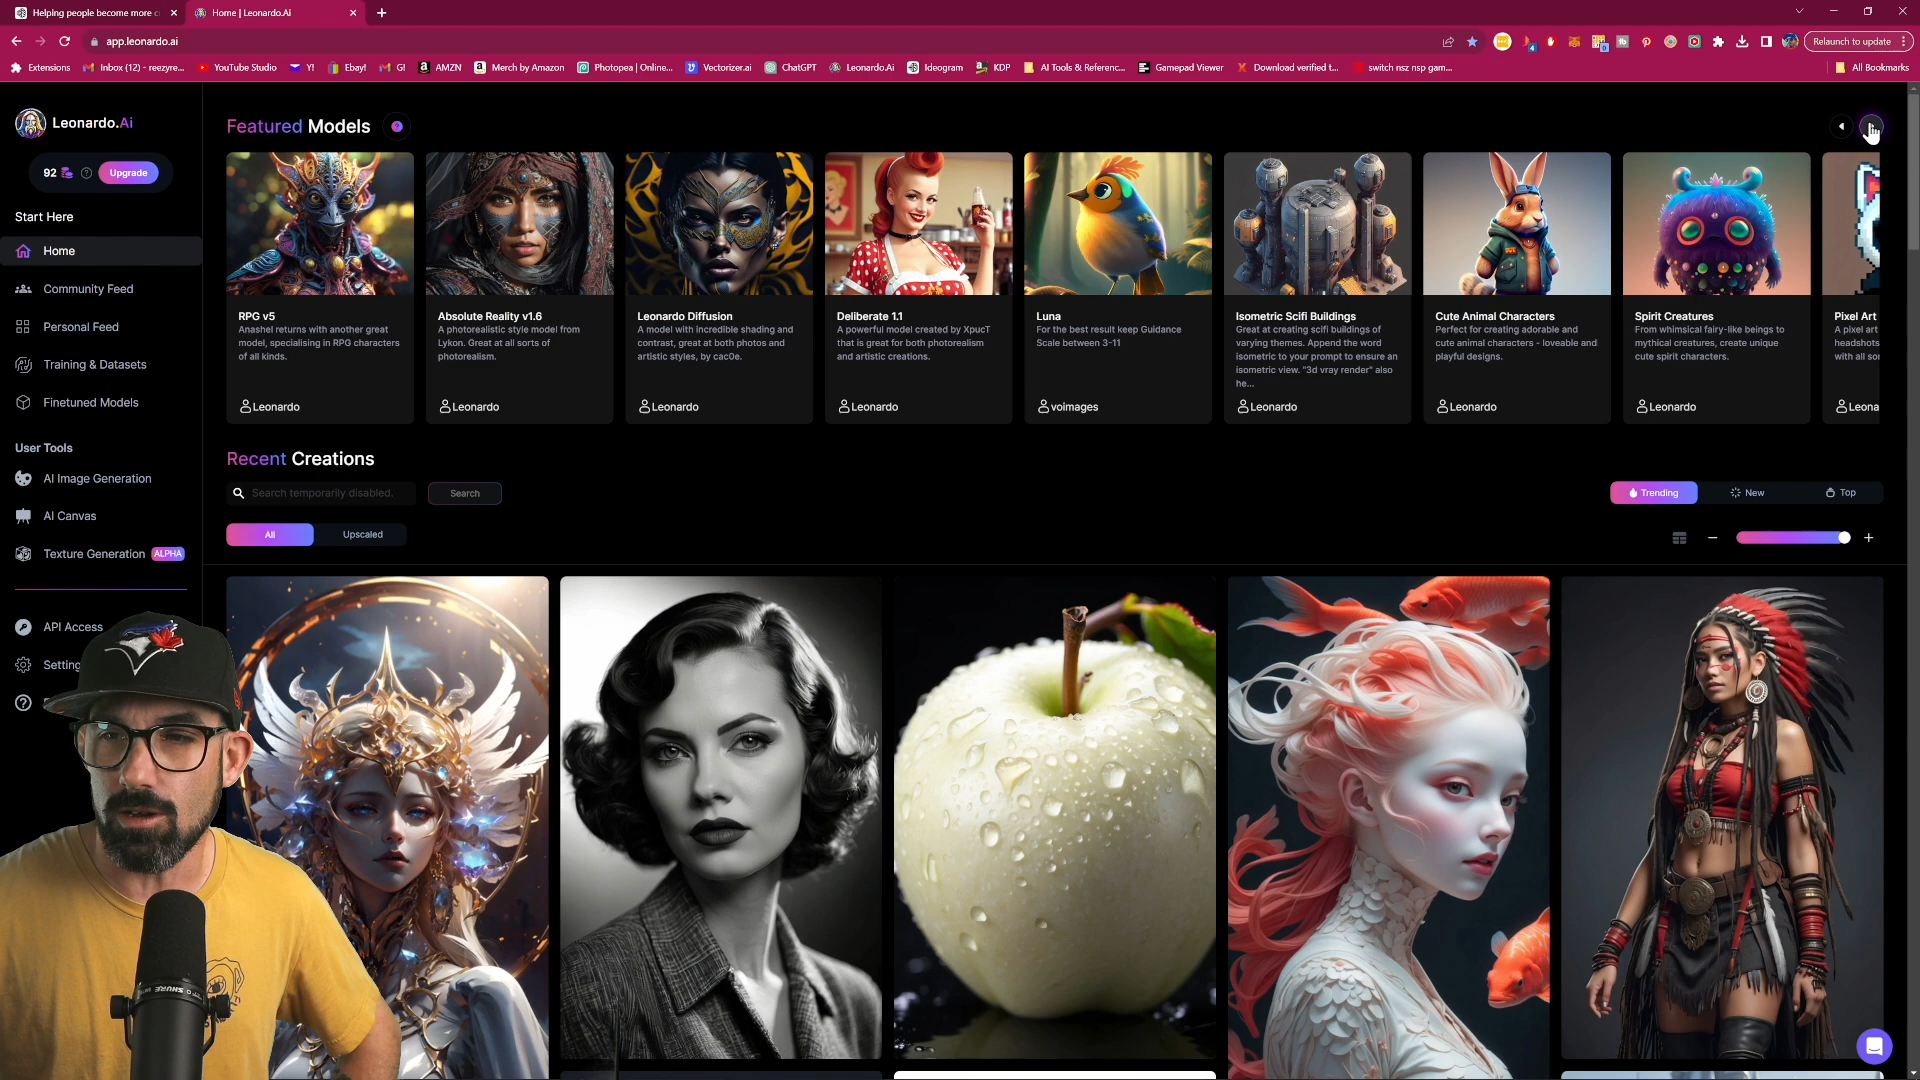 Helping people become more c
Home | Leonardo.Ai
app.leonardo.ai
Relaunch to update
Extensions
Inbox (12) - reezyre...
YouTube Studio
Y!
Ebay!
G!
AMZN
Merch by Amazon
Photopea | Online...
Vectorizer.ai
ChatGPT
Leonardo.Ai
Ideogram
KDP
AI Tools & Referenc...
Gamepad Viewer
Download verified t...
switch nsz nsp gam...
All Bookmarks
Leonardo.Ai
92
Upgrade
Start Here
Home
Community Feed
Personal Feed
Training & Datasets
Finetuned Models
User Tools
AI Image Generation
AI Canvas
Texture Generation ALPHA
API Access
Setting
Featured Models
RPG v5
Anashel returns with another great
model, specialising in RPG characters
of all kinds.
Leonardo
Absolute Reality v1.6
A photorealistic style model from
Lykon. Great at all sorts of
photorealism.
Leonardo
Leonardo Diffusion
A model with incredible shading and
contrast, great at both photos and
artistic styles, by cac0e.
Leonardo
Deliberate 1.1
A powerful model created by XpucT
that is great for both photorealism
and artistic creations.
Leonardo
Luna
For the best result keep Guidance
Scale between 3-11
voimages
Isometric Scifi Buildings
Great at creating scifi buildings of
varying themes. Append the word
isometric to your prompt to ensure an
isometric view. "3d vray render" also
he...
Leonardo
Cute Animal Characters
Perfect for creating adorable and
cute animal characters - loveable and
playful designs.
Leonardo
Spirit Creatures
From whimsical fairy-like beings to
mythical creatures, create unique
cute spirit characters.
Leonardo
Pixel Art
A pixel art
headshots
with all so
Leona
Recent Creations
Search temporarily disabled.
Search
Trending
New
Top
All
Upscaled
SHURE